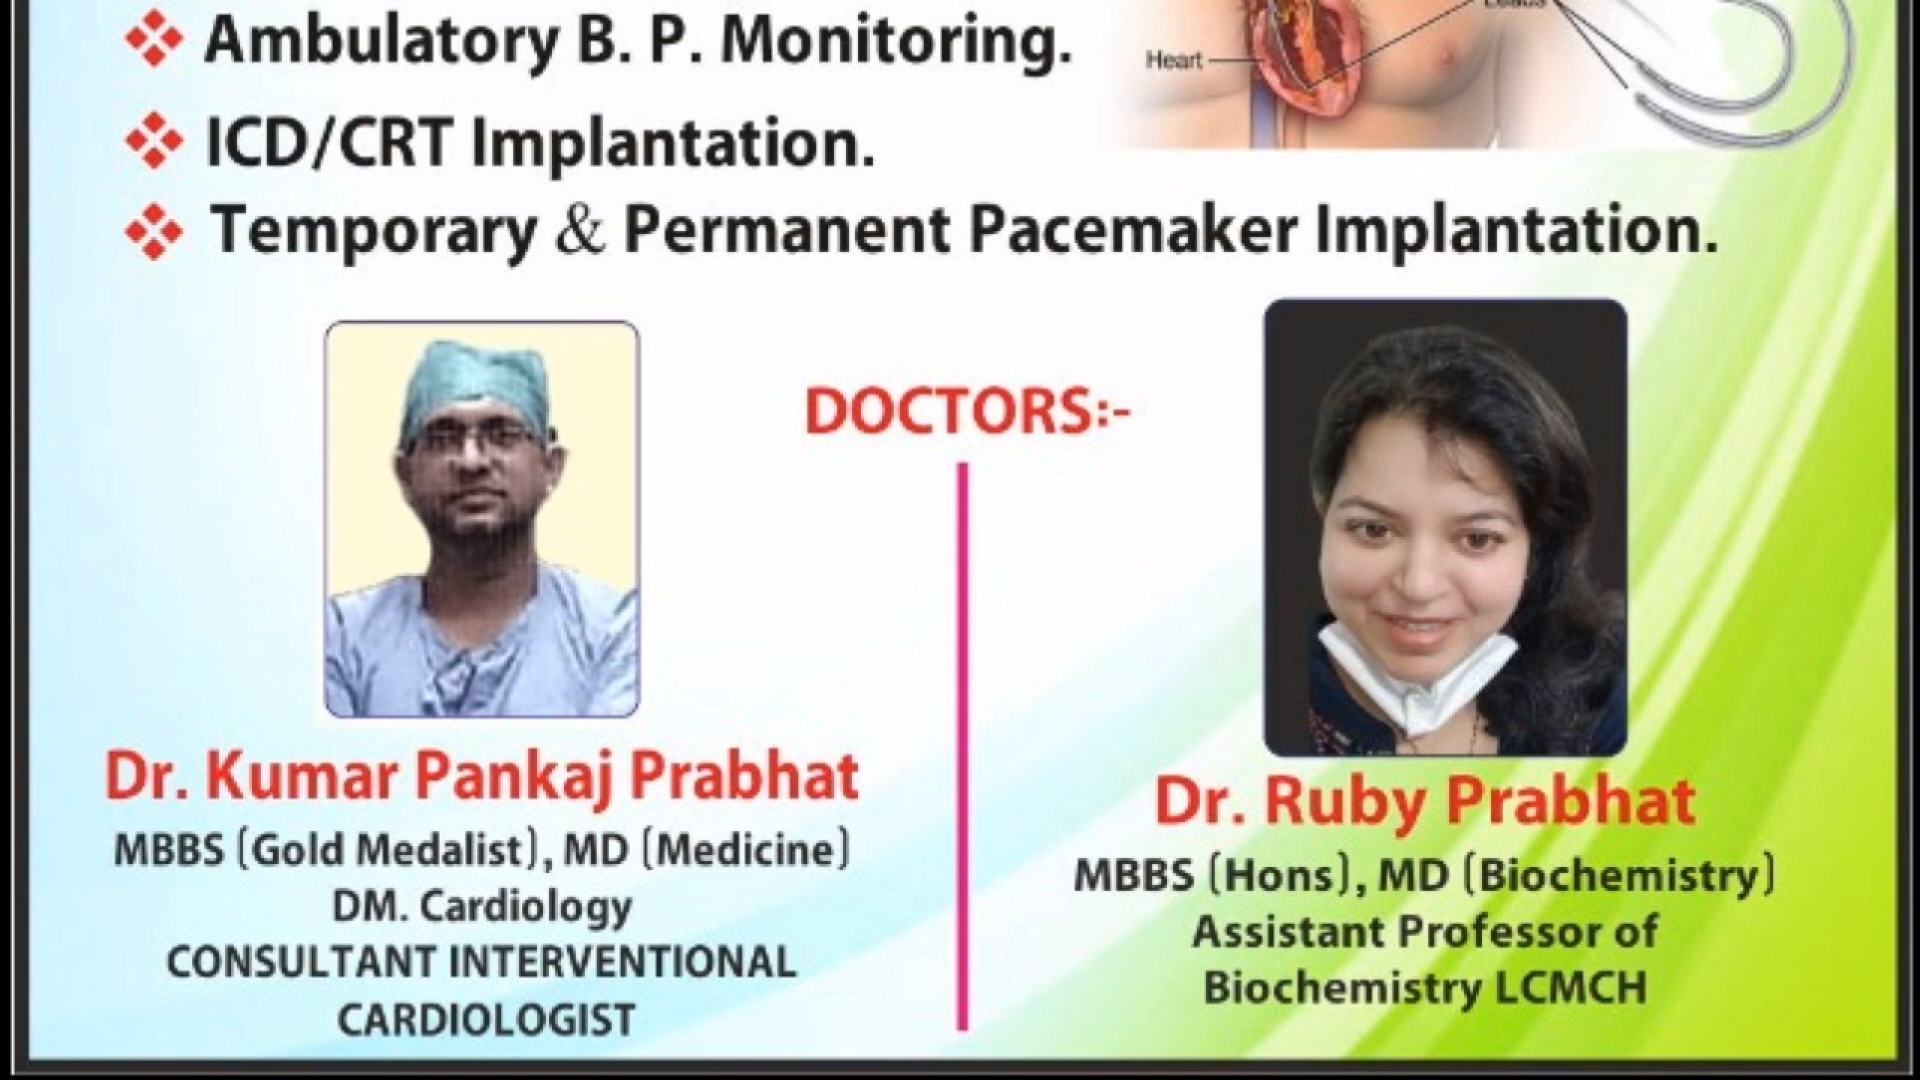 Ambulatory B. P. Monitoring.
Heart
ICD/CRT Implantation.
Temporary & Permanent Pacemaker Implantation.
DOCTORS:-
Dr. Kumar Pankaj Prabhat
MBBS (Gold Medalist), MD (Medicine)
DM. Cardiology
CONSULTANT INTERVENTIONAL
CARDIOLOGIST
Dr. Ruby Prabhat
MBBS (Hons), MD (Biochemistry)
Assistant Professor of
Biochemistry LCMCH